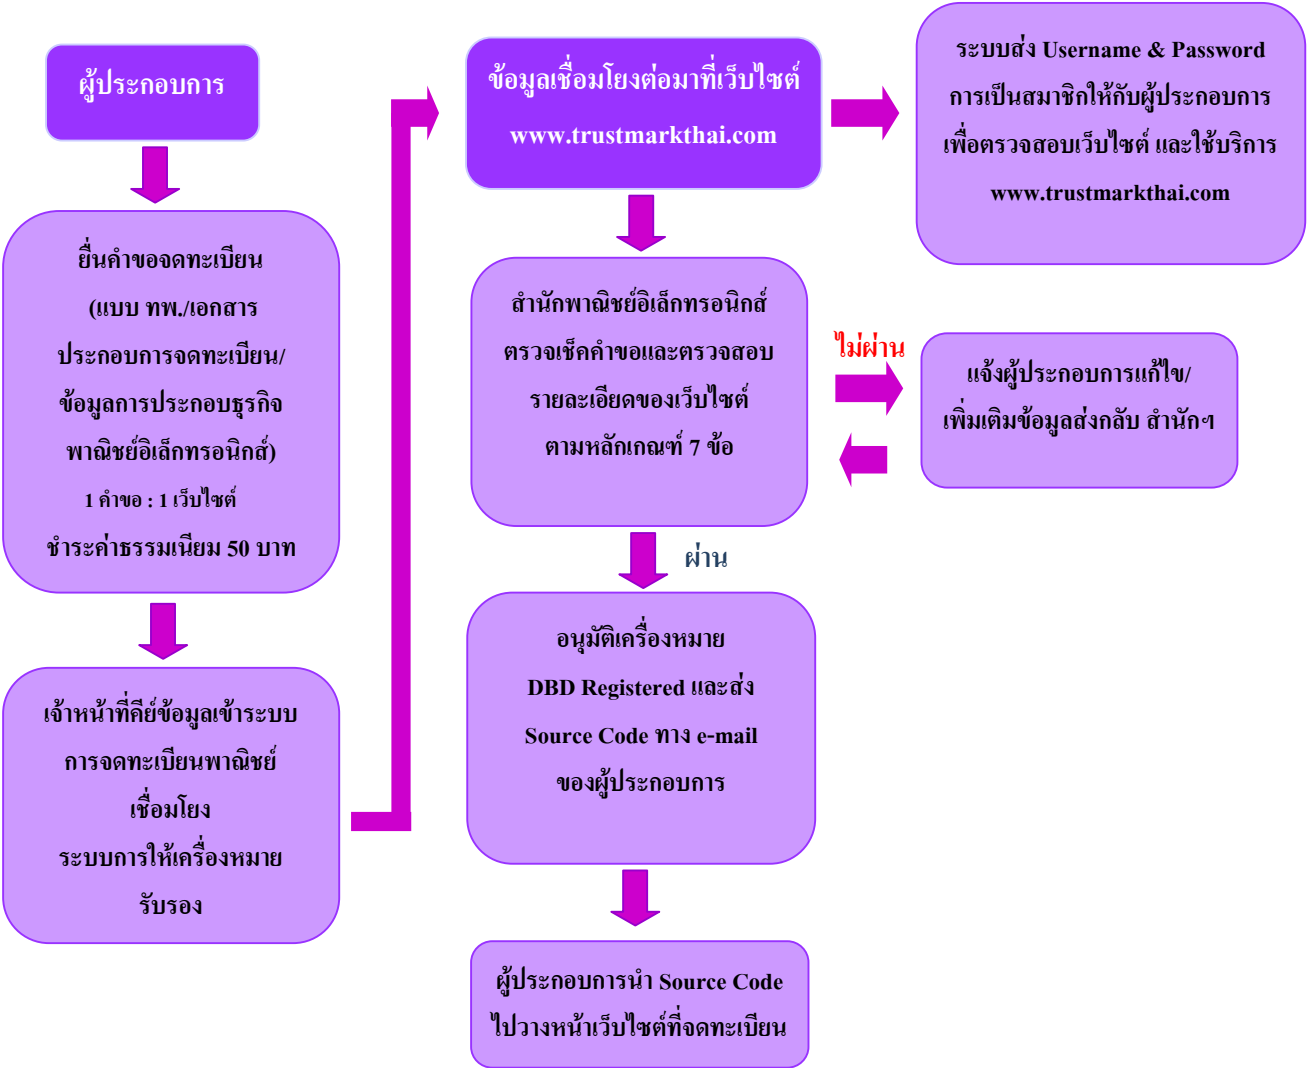 ผู้ประกอบการ
ยื่นคำขอจดทะเบียน
(แบบ ทพ./เอกสาร
ประกอบการจดทะเบียน/
ข้อมูลการประกอบธุรกิจ
พาณิชย์อิเล็กทรอนิกส์)
1 คำขอ : 1 เว็บไซต์
ชำระค่าธรรมเนียม 50 บาท
เจ้าหน้าที่คีย์ข้อมูลเข้าระบบ
การจดทะเบียนพาณิชย์
เชื่อมโยง
ระบบการให้เครื่องหมาย
รับรอง
ข้อมูลเชื่อมโยงต่อมาที่เว็บไซต์
www.trustmarkthai.com
ระบบส่ง Username & Password
การเป็นสมาชิกให้กับผู้ประกอบการ
เพื่อตรวจสอบเว็บไซต์ และใช้บริการ
www.trustmarkthai.com
สำนักพาณิชย์อิเล็กทรอนิกส์
ตรวจเช็คคำขอและตรวจสอบ
รายละเอียดของเว็บไซต์
ตามหลักเกณฑ์ 7 ข้อ
ไม่ผ่าน
แจ้งผู้ประกอบการแก้ไข/
เพิ่มเติมข้อมูลส่งกลับ สำนักฯ
ผ่าน
อนุมัติเครื่องหมาย
DBD Registered และส่ง
Source Code ทาง e-mail
ของผู้ประกอบการ
ผู้ประกอบการนำ Source Code
ไปวางหน้าเว็บไซต์ที่จดทะเบียน